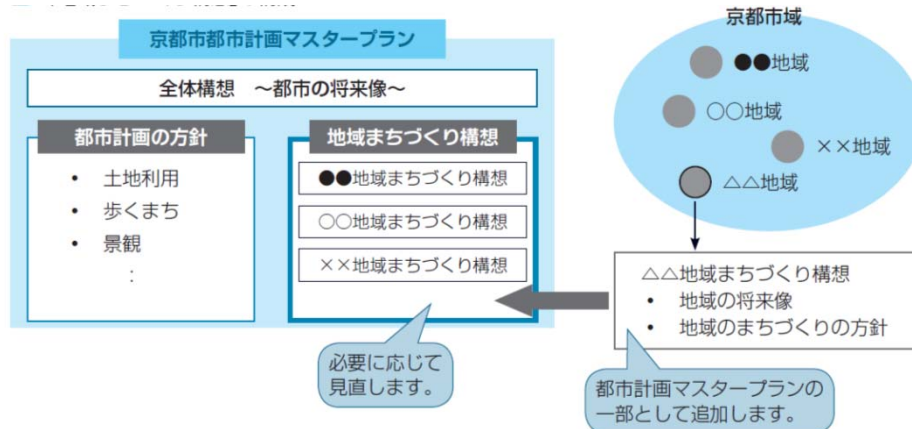 京都市都市計画マスタープラン
全体構想 ～都市の将来像～
都市計画の方針
• 土地利用
• 歩くまち
• 景観
:
地域まちづくり構想
●●地域まちづくり構想
○○地域まちづくり構想
××地域まちづくり構想
必要に応じて
見直します。
京都市域
●●地域
○○地域
××地域
△△地域
△△地域まちづくり構想
• 地域の将来像
• 地域のまちづくりの方針
都市計画マスタープランの
一部として追加します。